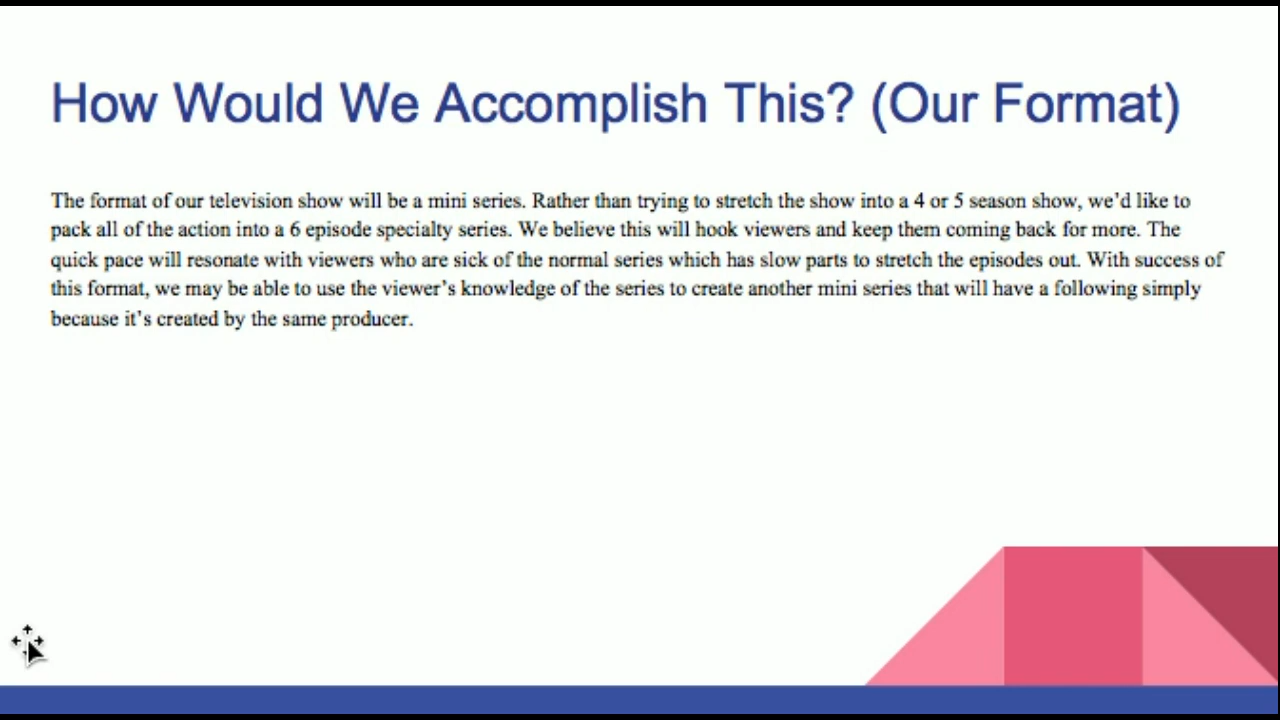 How Would We Accomplish This? (Our Format)
The format of our television show will be a mini series. Rather than trying to stretch the show into a 4 or 5 season show, we’d like to
pack all of the action into a 6 episode specialty series. We believe this will hook viewers and keep them coming back for more. The
quick pace will resonate with viewers who are sick of the normal series which has slow parts to stretch the episodes out. With success of
this format, we may be able to use the viewer’s knowledge of the series to create another mini series that will have a following simply
because it’s created by the same producer.